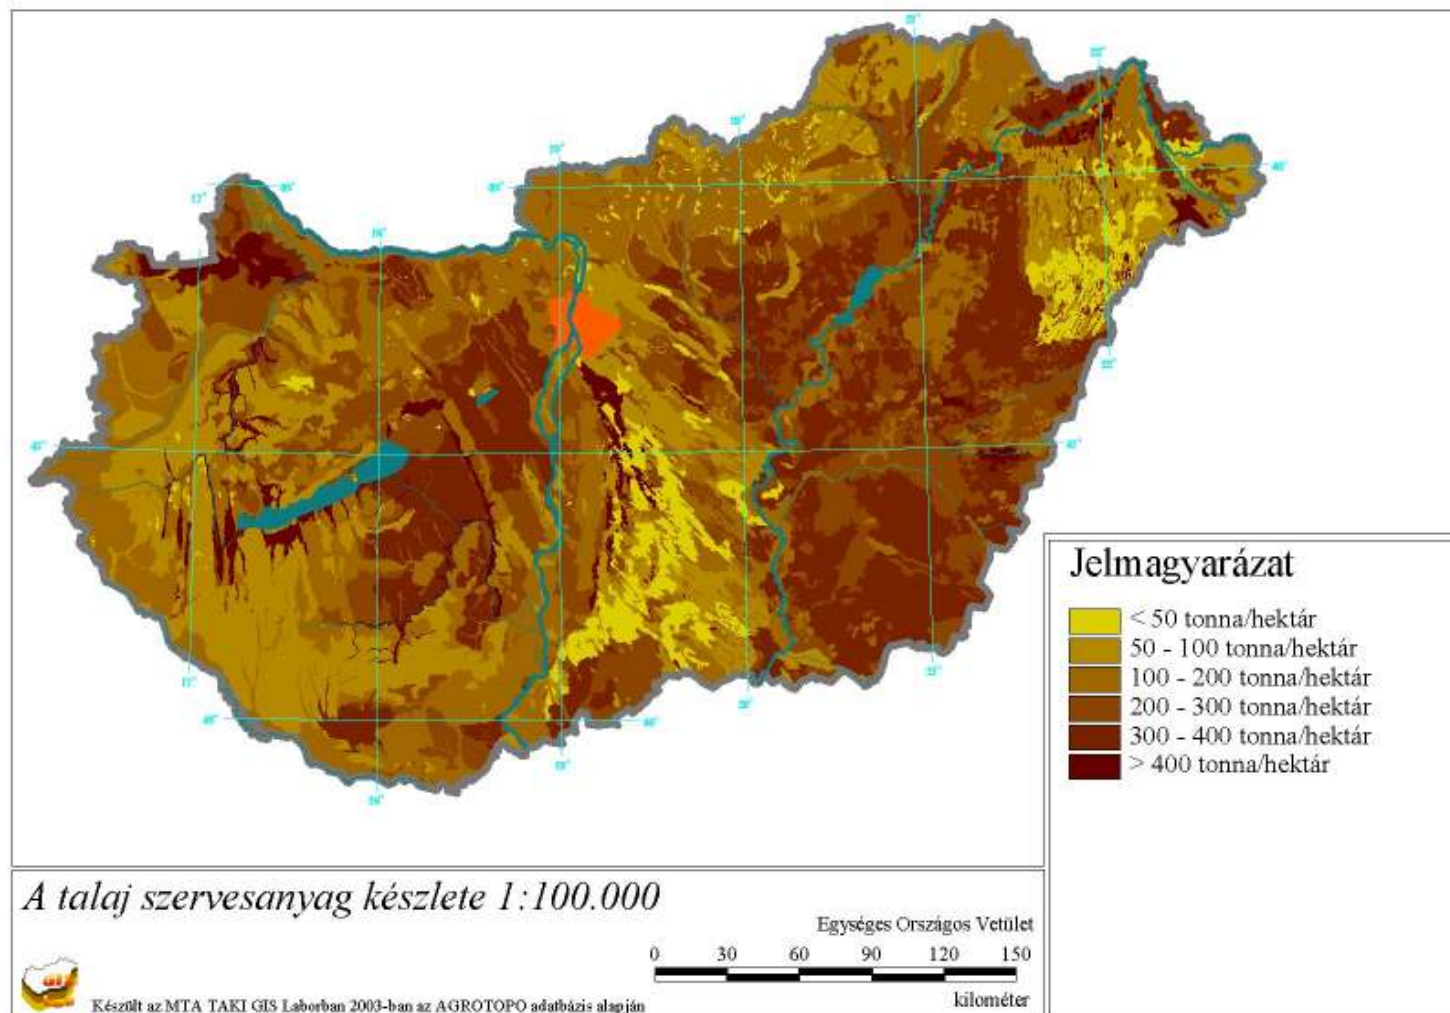 Jelmagyarázat
< 50 tonna/hektár
50 - 100 tonna/hektár
100 - 200 tonna/hektár
200 - 300 tonna/hektár
300 - 400 tonna/hektár
> 400 tonna/hektár
A talaj szervesanyag készlete 1:100.000
Egységes Országos Vetület
0 30 60 90 120 150
kilométer
GIS
Készült az MTA TAKI GIS Laborban 2003-ban az AGROTOPO adatbázis alapján